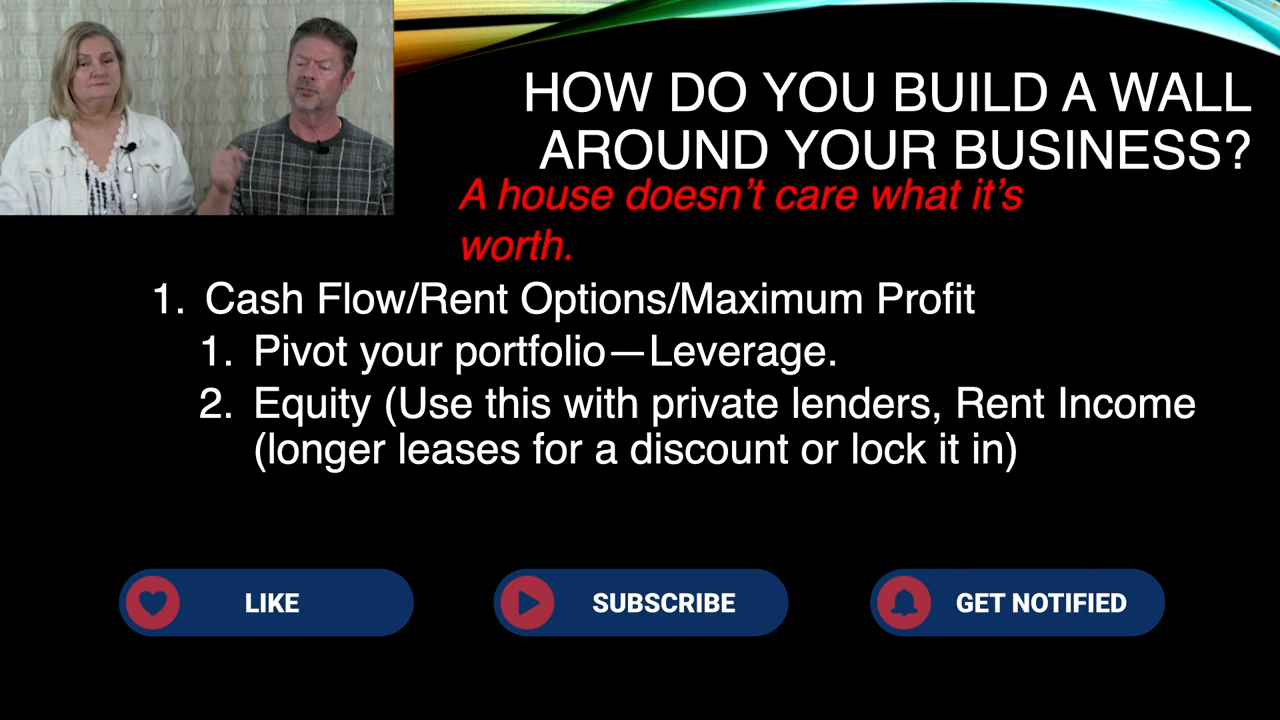 HOW DO YOU BUILD A WALL
AROUND YOUR BUSINESS?
A house doesn’t care what it’s
worth.
1. Cash Flow/Rent Options/Maximum Profit
1. Pivot your portfolio—Leverage.
2. Equity (Use this with private lenders, Rent Income
(longer leases for a discount or lock it in)
LIKE
SUBSCRIBE
GET NOTIFIED